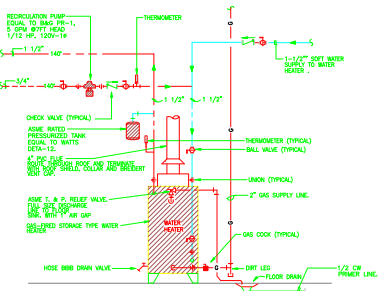 RECIRCULATION PUMP
EQUAL TO B&G PR-1,
5 GPM @7FT HEAD
1/12 HP, 120V-1ø
THERMOMETER
1 1/2"
140°
3/4"
140°
1-1/2" SOFT WATER
SUPPLY TO WATER
HEATER .
1 1/2"
1 1/2"
CHECK VALVE (TYPICAL)
ASME RATED
PRESSURIZED TANK
EQUAL TO WATTS
DETA-12.
THERMOMETER (TYPICAL)
BALL VALVE (TYPICAL)
4" PVC FLUE
ROUTE THROUGH ROOF AND TERMINATE
WITH ROOF SHIELD, COLLAR AND
VENT CAP.
UNION (TYPICAL)
ASME T. & P. RELIEF VALVE.
FULL SIZE DISCHARGE
LINE TO FLOOR
SINK WITH 1" AIR GAP
2" GAS SUPPLY LINE.
GAS-FIRED STORAGE TYPE WATER
HEATER
WATER
HEATER
GAS COCK (TYPICAL)
HOSE BIBB DRAIN VALVE
DIRT LEG
FLOOR DRAIN
1/2 CW
PRIMER LINE.
G
G
G
G